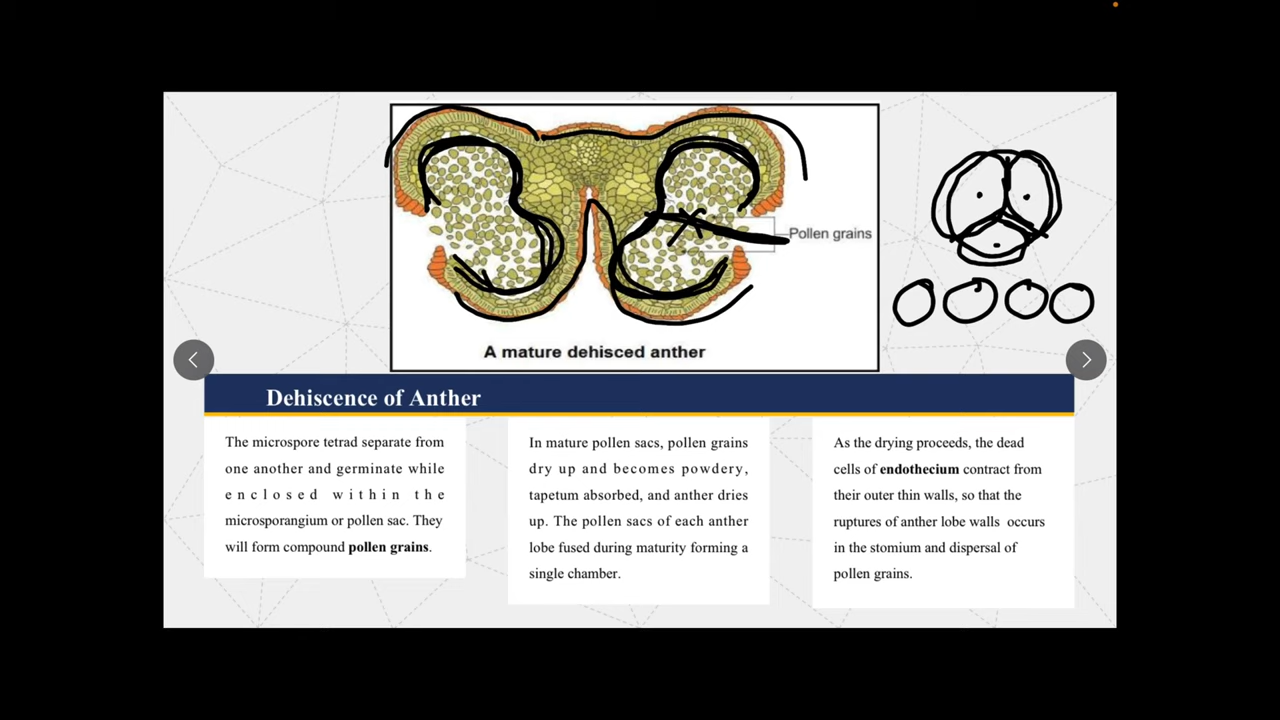 Pollen grains
A mature dehisced anther
Dehiscence of Anther
The microspore tetrad separate from
one another and germinate while
enclosed within the
microsporangium or pollen sac. They
will form compound pollen grains.
In mature pollen sacs, pollen grains
dry up and becomes powdery,
tapetum absorbed, and anther dries
up. The pollen sacs of each anther
lobe fused during maturity forming a
single chamber.
As the drying proceeds, the dead
cells of endothecium contract from
their outer thin walls, so that the
ruptures of anther lobe walls occurs
in the stomium and dispersal of
pollen grains.